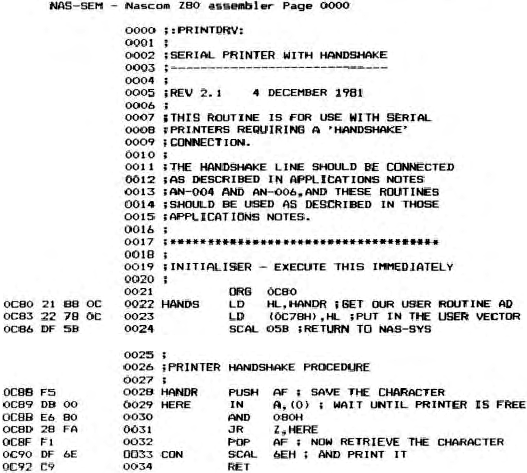 NAS-SEM - Nascom Z80 assembler Page 0000
0000 ;:PRINTDRV:
0001 ;
0002 ;SERIAL PRINTER WITH HANDSHAKE
0003 ;-------------------------------
0004 ;
0005 ;REV 2.1 4 DECEMBER 1981
0006 ;
0007 ;THIS ROUTINE IS FOR USE WITH SERIAL
0008 ;PRINTERS REQUIRING A 'HANDSHAKE'
0009 ;CONNECTION.
0010 ;
0011 ;THE HANDSHAKE LINE SHOULD BE CONNECTED
0012 ;AS DESCRIBED IN APPLICATIONS NOTES
0013 ;AN-004 AND AN-006,AND THESE ROUTINES
0014 ;SHOULD BE USED AS DESCRIBED IN THOSE
0015 ;APPLICATIONS NOTES.
0016 ;
0017 ;*************************************
0018 ;
0019 ;INITIALISER - EXECUTE THIS IMMEDIATELY
0020 ;
0021 ORG 0C80
0C80 21 88 0C 0022 HANDS LD HL,HANDR ;GET OUR USER ROUTINE AD
0C83 22 78 0C 0023 LD (0C78H),HL ;PUT IN THE USER VECTOR
0C86 DF 5B 0024 SCAL 05B ;RETURN TO NAS-SYS
0025 ;
0026 ;PRINTER HANDSHAKE PROCEDURE
0027 ;
0C88 F5 0028 HANDR PUSH AF ; SAVE THE CHARACTER
0C89 DB 00 0029 HERE IN A,(0) ; WAIT UNTIL PRINTER IS FREE
0C8B E6 80 0030 AND 080H
0C8D 28 FA 0031 JR Z,HERE
0C8F F1 0032 POP AF ; NOW RETRIEVE THE CHARACTER
0C90 DF 6E 0033 CON SCAL 6EH ; AND PRINT IT
0C92 C9 0034 RET